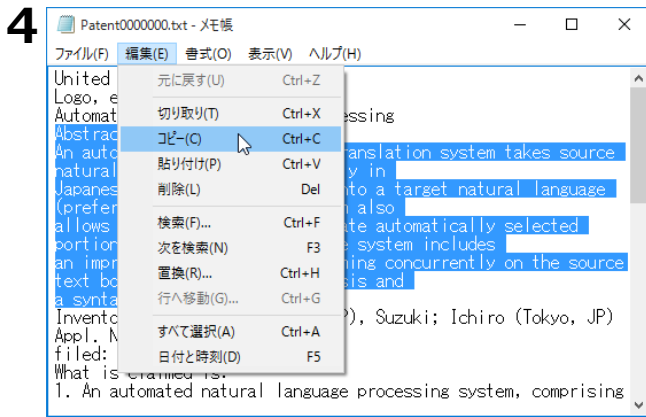 4
Patent0000000.txt - メモ帳
ファイル(F) 編集(E) 書式(O) 表示(V) ヘルプ(H)
元に戻す(U) Ctrl+Z
切り取り(T) Ctrl+X
コピー(C) Ctrl+C
貼り付け(P) Ctrl+V
削除(L) Del
検索(F)... Ctrl+F
次を検索(N) F3
置換(R)... Ctrl+H
行へ移動(G)... Ctrl+G
すべて選択(A) Ctrl+A
日付と時刻(D) F5
United
Logo, e
Automat essing
Abstrac
An auto anslation system takes source
natural y in
Japanes to a target natural language
(prefer also
allows te automatically selected
portion system includes
an impr ning concurrently on the source
text bo sis and
a synta
Invento ), Suzuki; Ichiro (Tokyo, JP)
Appl. N
filed:
What is claimed is:
1. An automated natural language processing system, comprising